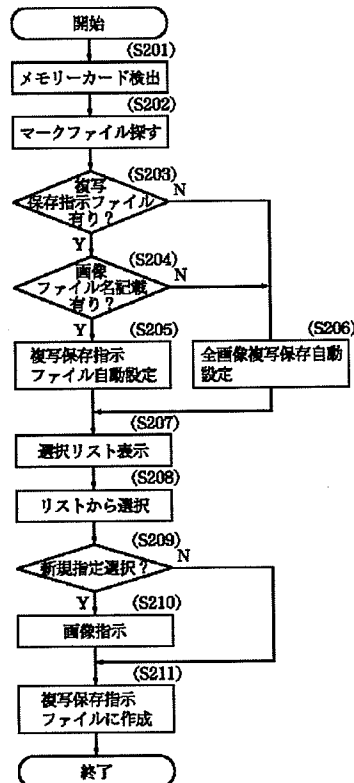 開始
(S201)
メモリーカード検出
(S202)
マークファイル探す
(S203)
複写
保存指示ファイル
有り?
N
Y
(S204)
画像
ファイル名記載
有り?
N
Y
(S205)
複写保存指示
ファイル自動設定
(S206)
全画像複写保存自動
設定
(S207)
選択リスト表示
(S208)
リストから選択
(S209)
新規指定選択?
N
Y
(S210)
画像指示
(S211)
複写保存指示
ファイルに作成
終了